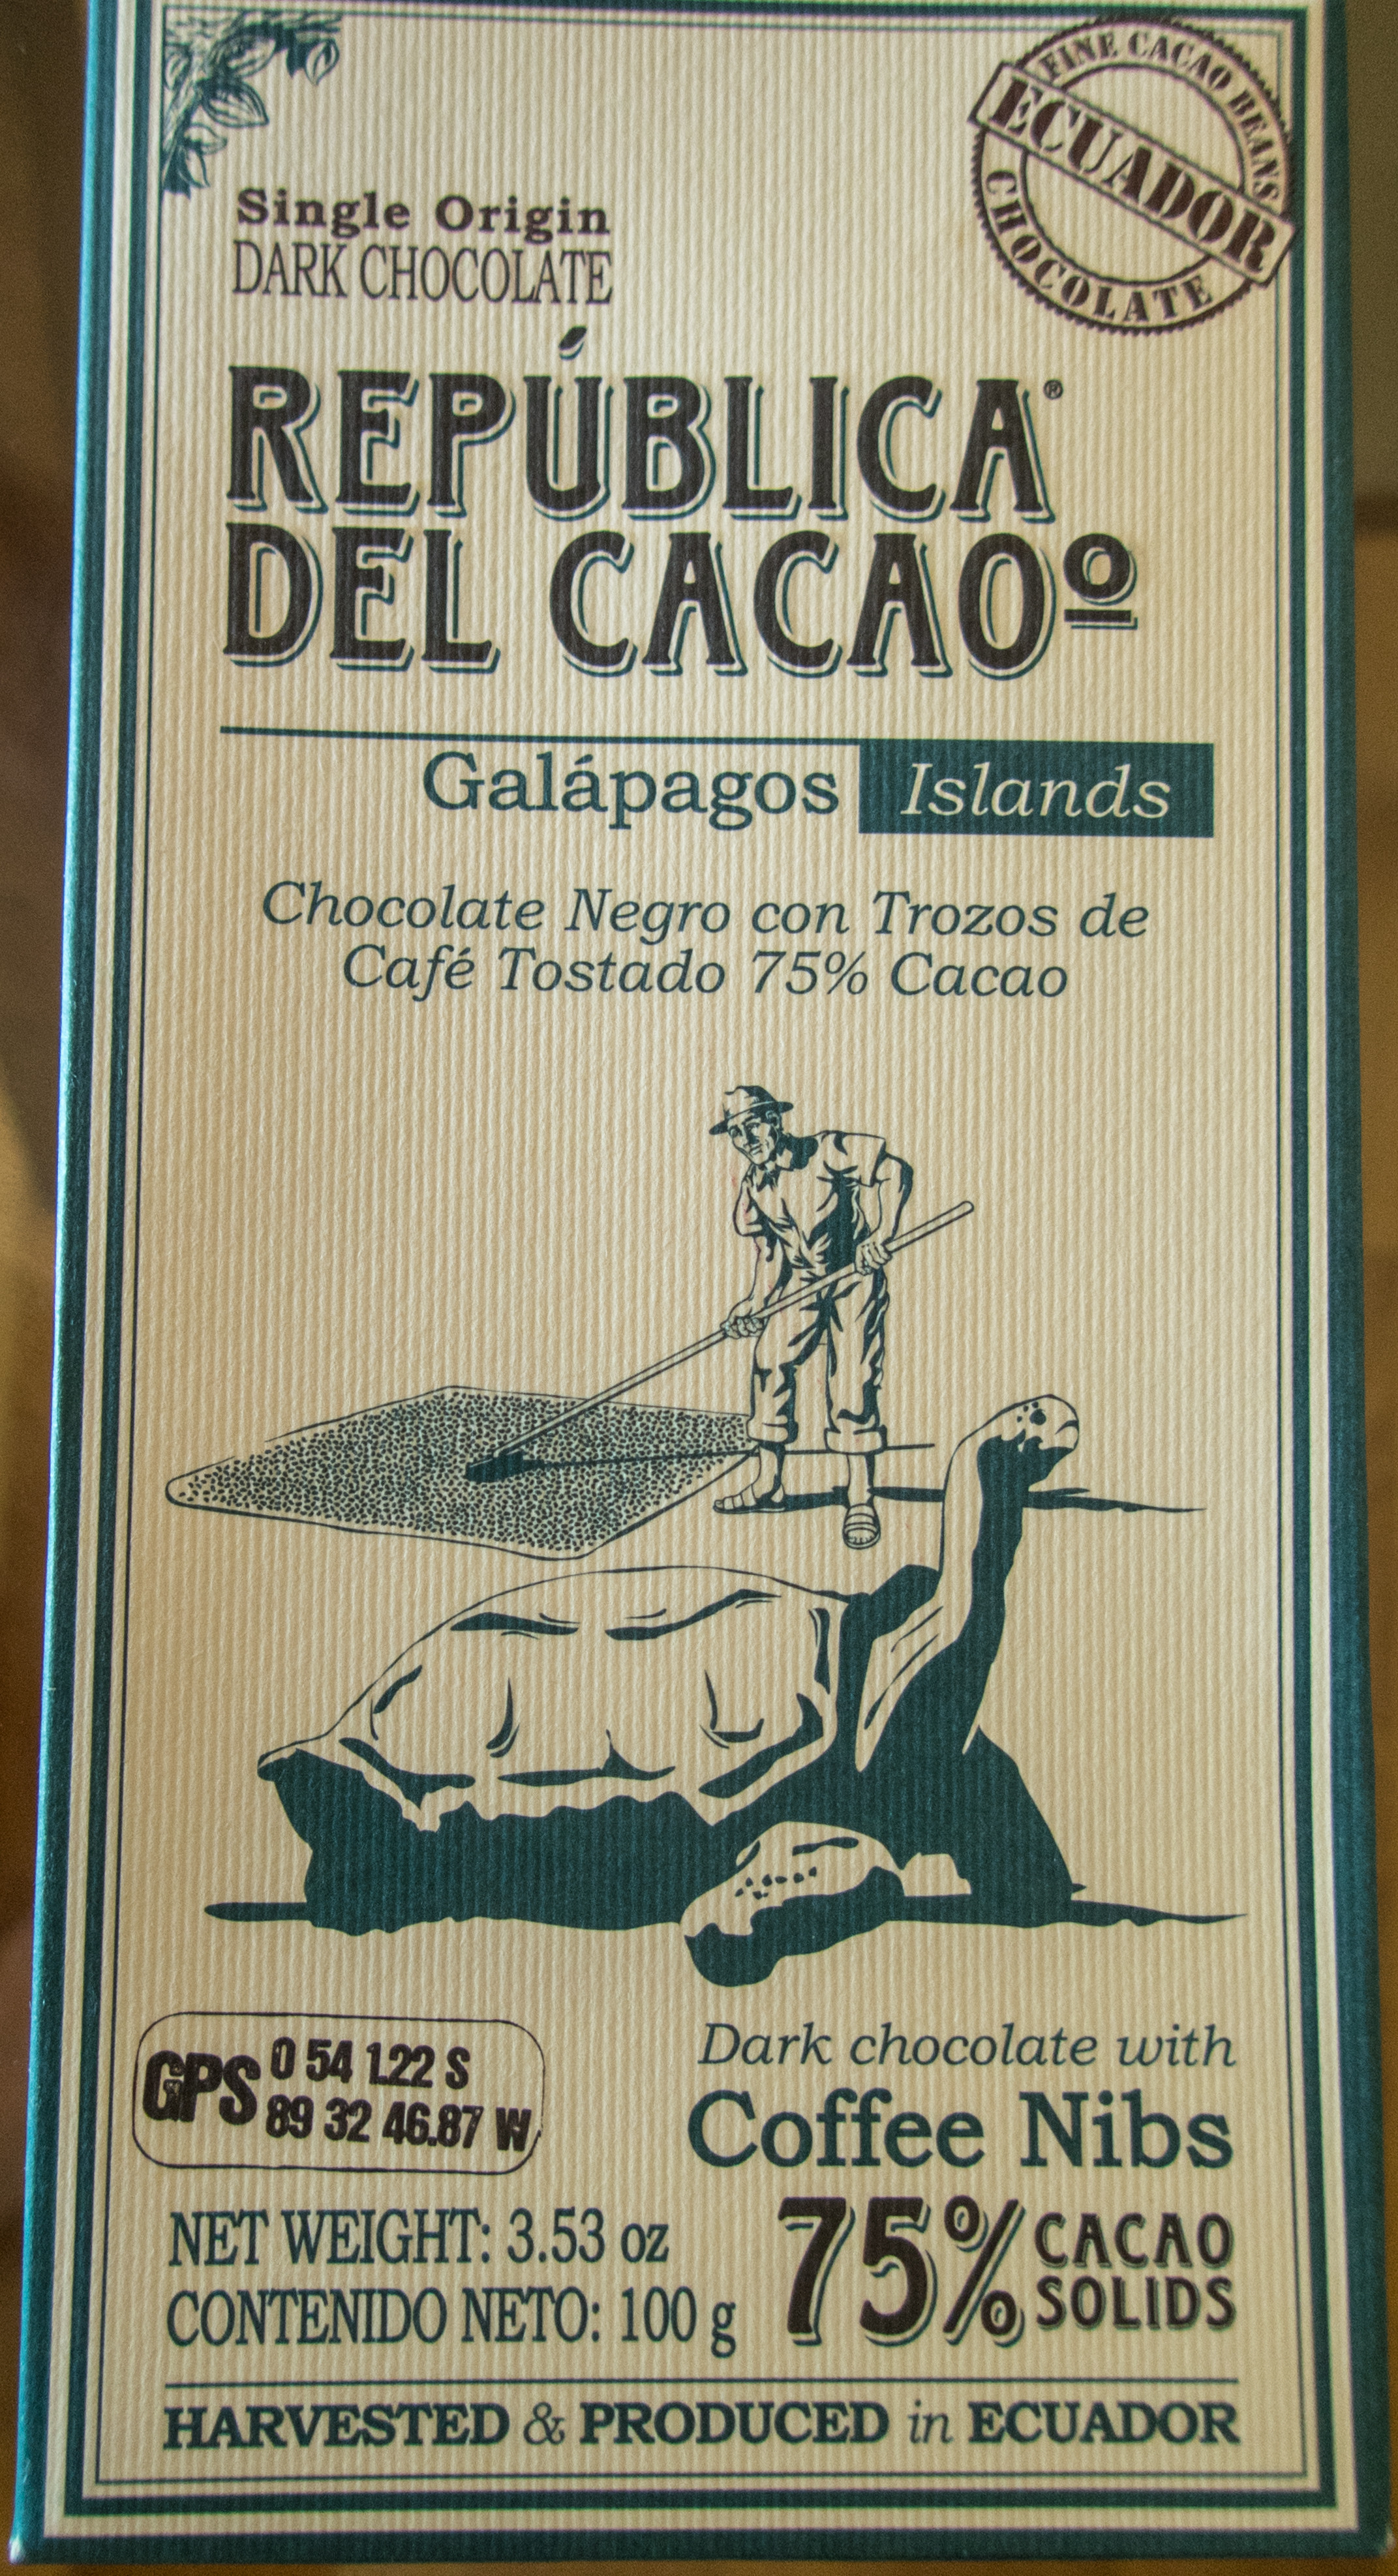 FINE CACAO BEANS
ECUADOR
CHOCOLATE
Single Origin
DARK CHOCOLATE
REPÚBLICA®
DEL CACAOº
Galápagos Islands
Chocolate Negro con Trozos de
Café Tostado 75% Cacao
GPS 0 54 1.22 S
89 32 46.87 W
Dark chocolate with
Coffee Nibs
NET WEIGHT: 3.53 oz
CONTENIDO NETO: 100 g
75% CACAO
SOLIDS
HARVESTED & PRODUCED in ECUADOR